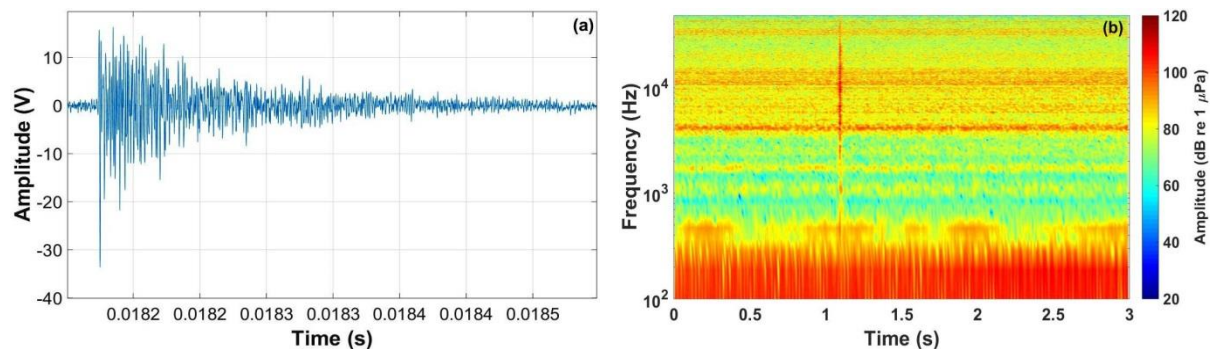 (a)
10
0
-10
-20
-30
-40
Amplitude (V)
0.0182 0.0182 0.0183 0.0183 0.0184 0.0184 0.0185
Time (s)
(b)
10^4
10^3
10^2
Frequency (Hz)
0 0.5 1 1.5 2 2.5 3
Time (s)
120
100
80
60
40
20
Amplitude (dB re 1 μPa)